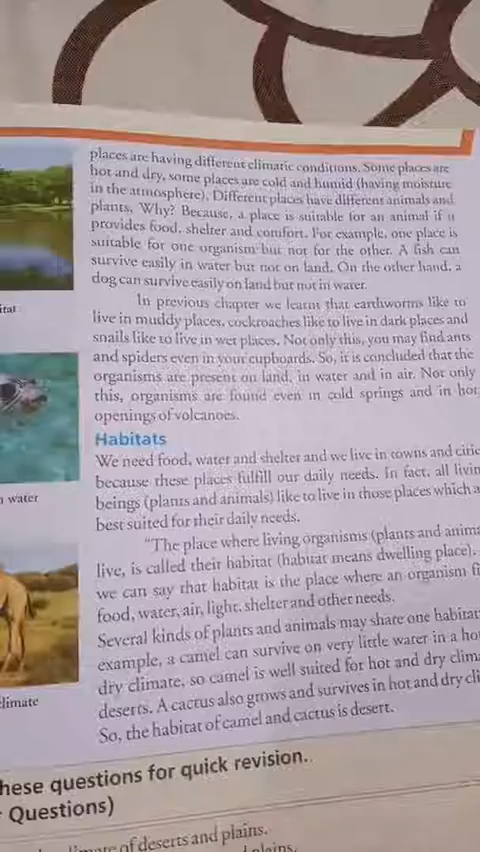 places are having different climatic conditions. Some places are
hot and dry, some places are cold and humid (having moisture
in the atmosphere). Different places have different animals and
plants. Why? Because, a place is suitable for an animal if it
provides food, shelter and comfort. For example, one place is
suitable for one organism but not for the other. A fish can
survive easily in water but not on land. On the other hand, a
dog can survive easily on land but not in water.
In previous chapter we learnt that earthworms like to
live in muddy places, cockroaches like to live in dark places and
snails like to live in wet places. Not only this, you may find ants
and spiders even in your cupboards. So, it is concluded that the
organisms are present on land, in water and in air. Not only
this, organisms are found even in cold springs and in hot
openings of volcanoes.
Habitats
We need food, water and shelter and we live in towns and citie
because these places fulfill our daily needs. In fact, all livin
beings (plants and animals) like to live in those places which a
best suited for their daily needs.
"The place where living organisms (plants and anima
live, is called their habitat (habitat means dwelling place).
we can say that habitat is the place where an organism fi
food, water, air, light, shelter and other needs.
Several kinds of plants and animals may share one habitat
example, a camel can survive on very little water in a ho
dry climate, so camel is well suited for hot and dry clim
deserts. A cactus also grows and survives in hot and dry cli
So, the habitat of camel and cactus is desert.
ital
water
limate
hese questions for quick revision.
Questions)
of deserts and plains.
plains.